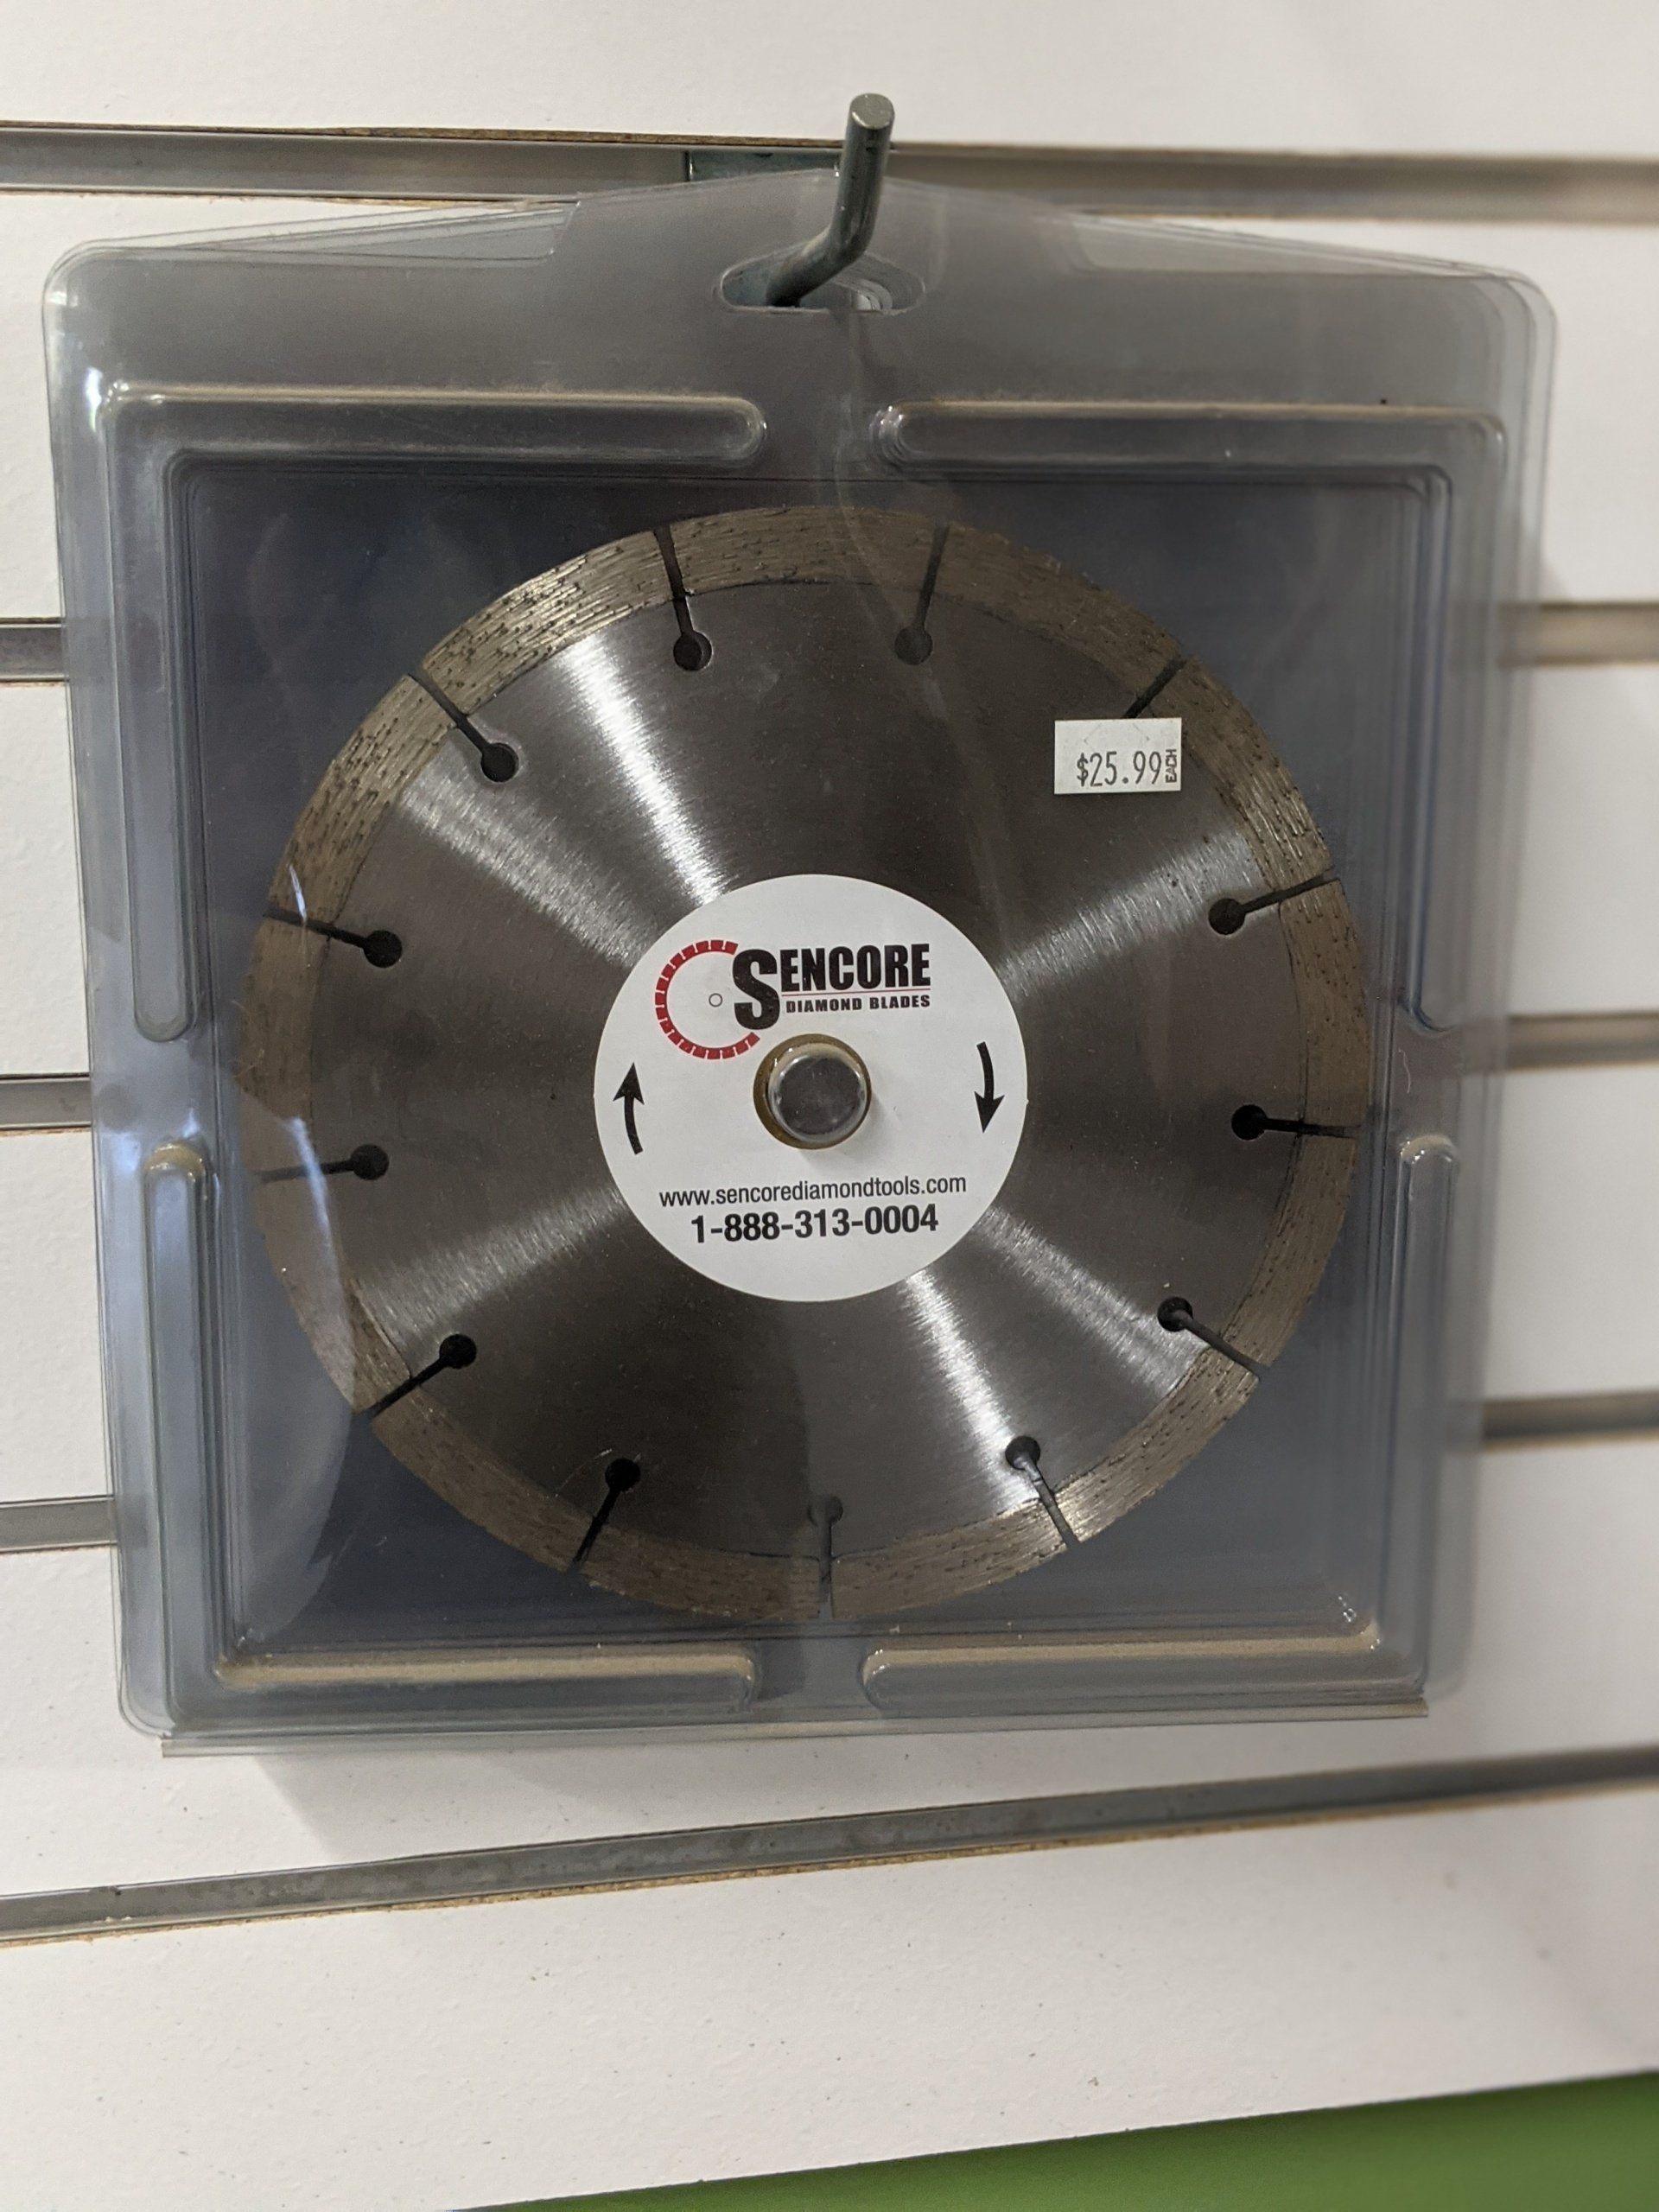 $25.99 EACH
SENCORE
DIAMOND BLADES
www.sencorediamondtools.com
1-888-313-0004